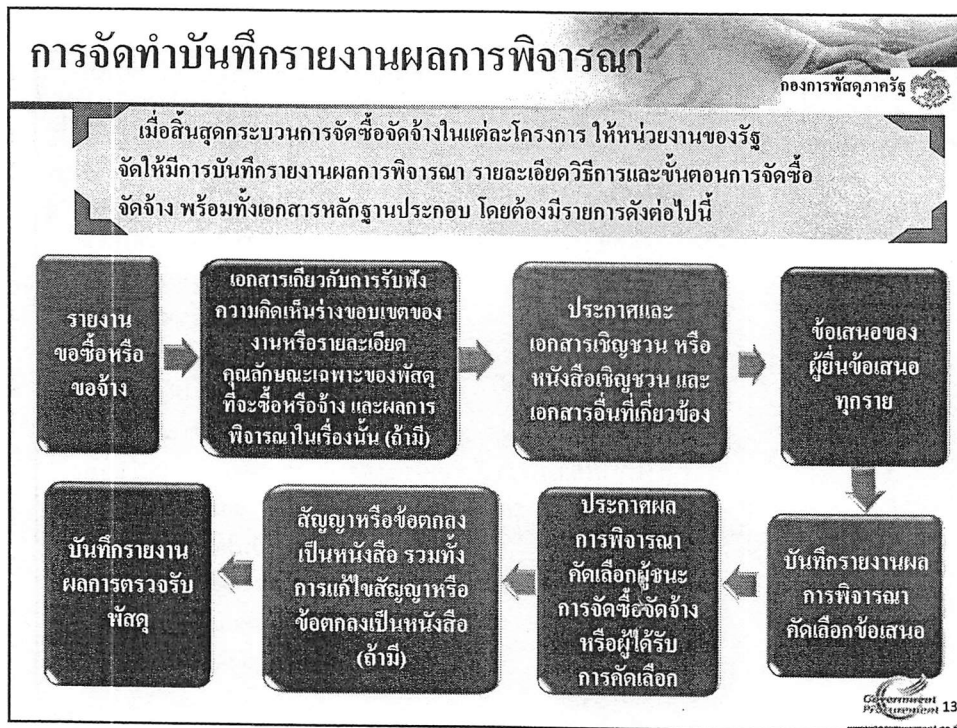 การจัดทำบันทึกรายงานผลการพิจารณา
กองการพัสดุภาครัฐ
เมื่อสิ้นสุดกระบวนการจัดซื้อจัดจ้างในแต่ละโครงการ ให้หน่วยงานของรัฐ
จัดให้มีการบันทึกรายงานผลการพิจารณา รายละเอียดวิธีการและขั้นตอนการจัดซื้อ
จัดจ้าง พร้อมทั้งเอกสารหลักฐานประกอบ โดยต้องมีรายการดังต่อไปนี้
รายงาน
ขอซื้อหรือ
ขอจ้าง
เอกสารเกี่ยวกับการรับฟัง
ความคิดเห็นร่างขอบเขตของ
งานหรือรายละเอียด
คุณลักษณะเฉพาะของพัสดุ
ที่จะซื้อหรือจ้าง และผลการ
พิจารณาในเรื่องนั้น (ถ้ามี)
ประกาศและ
เอกสารเชิญชวน หรือ
หนังสือเชิญชวน และ
เอกสารอื่นที่เกี่ยวข้อง
ข้อเสนอของ
ผู้ยื่นข้อเสนอ
ทุกราย
บันทึกรายงานผล
การพิจารณา
คัดเลือกข้อเสนอ
ประกาศผล
การพิจารณา
คัดเลือกผู้ชนะ
การจัดซื้อจัดจ้าง
หรือผู้ได้รับ
การคัดเลือก
สัญญาหรือข้อตกลง
เป็นหนังสือ รวมทั้ง
การแก้ไขสัญญาหรือ
ข้อตกลงเป็นหนังสือ
(ถ้ามี)
บันทึกรายงาน
ผลการตรวจรับ
พัสดุ
Government
Procurement 13